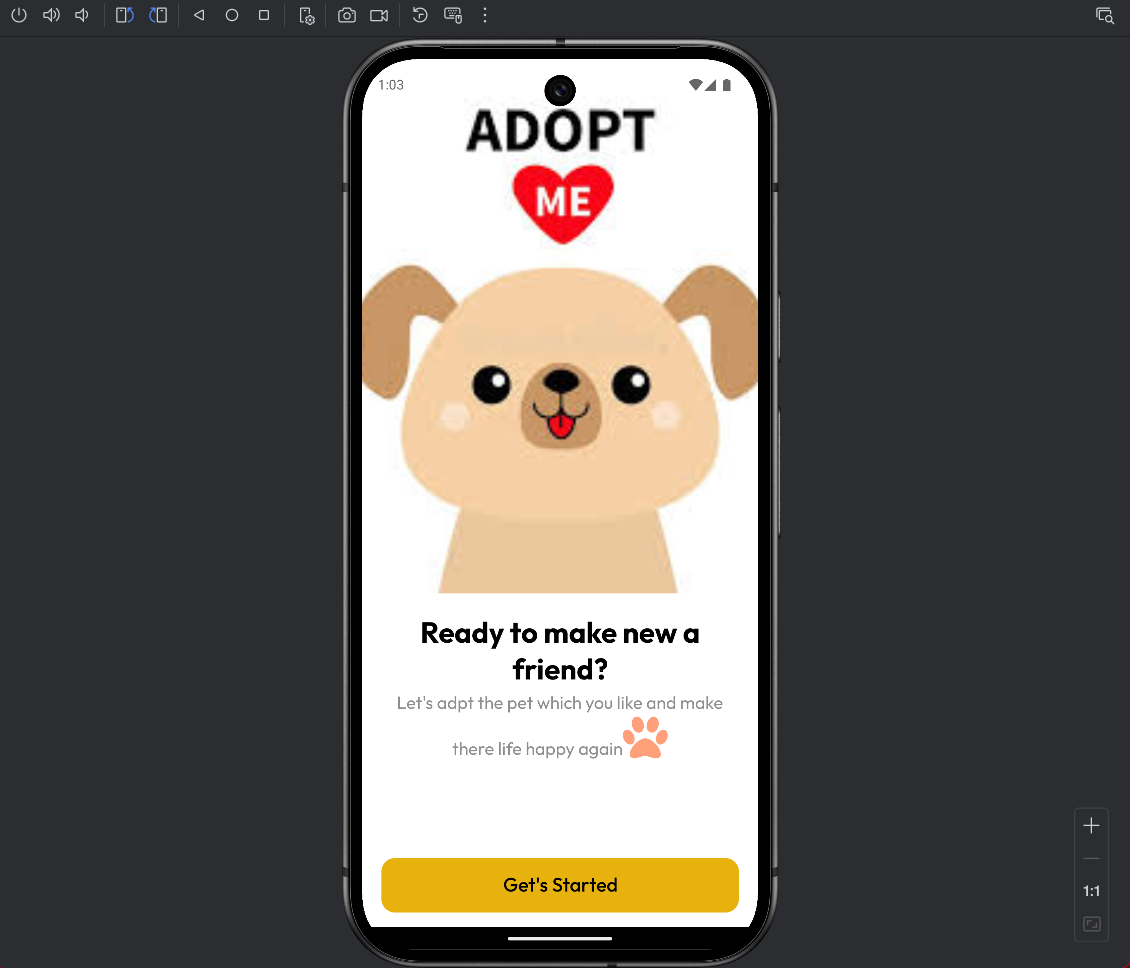 1:03
ADOPT
ME
Ready to make new a
friend?
Let's adpt the pet which you like and make
there life happy again
Get's Started
1:1